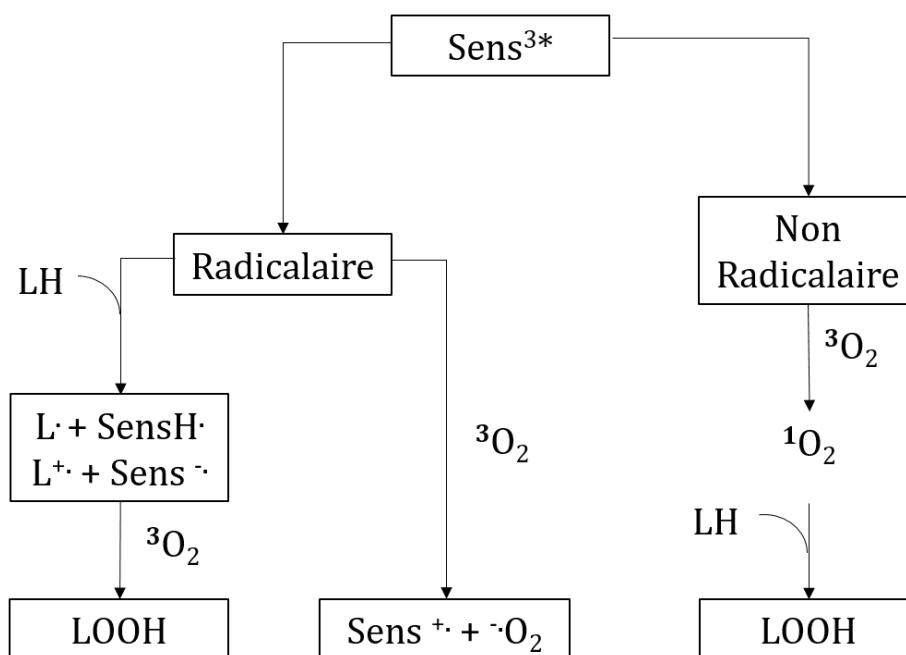 Sens³*
Radicalaire
Non
Radicalaire
LH
³O₂
L· + SensH·
L⁺· + Sens ⁻·
³O₂
¹O₂
³O₂
LH
LOOH
Sens ⁺· + ⁻·O₂
LOOH